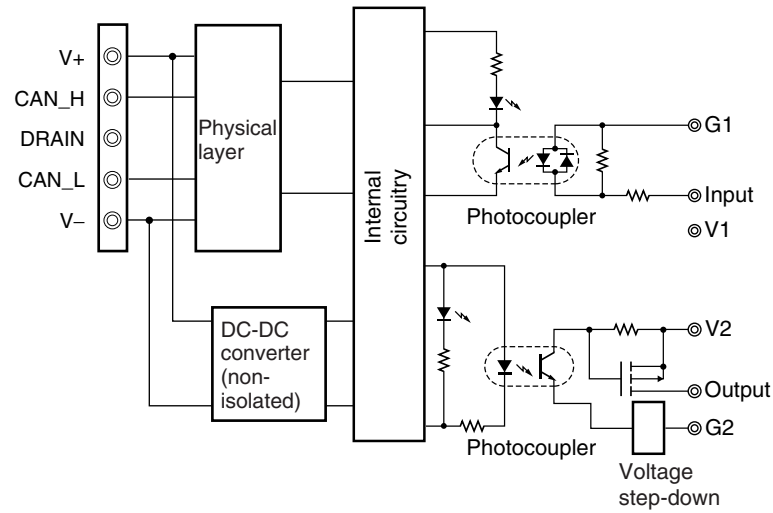 V+
CAN_H
DRAIN
CAN_L
V–
Physical
layer
Internal
circuitry
DC-DC
converter
(non-
isolated)
G1
Input
V1
Photocoupler
V2
Output
G2
Photocoupler
Voltage
step-down